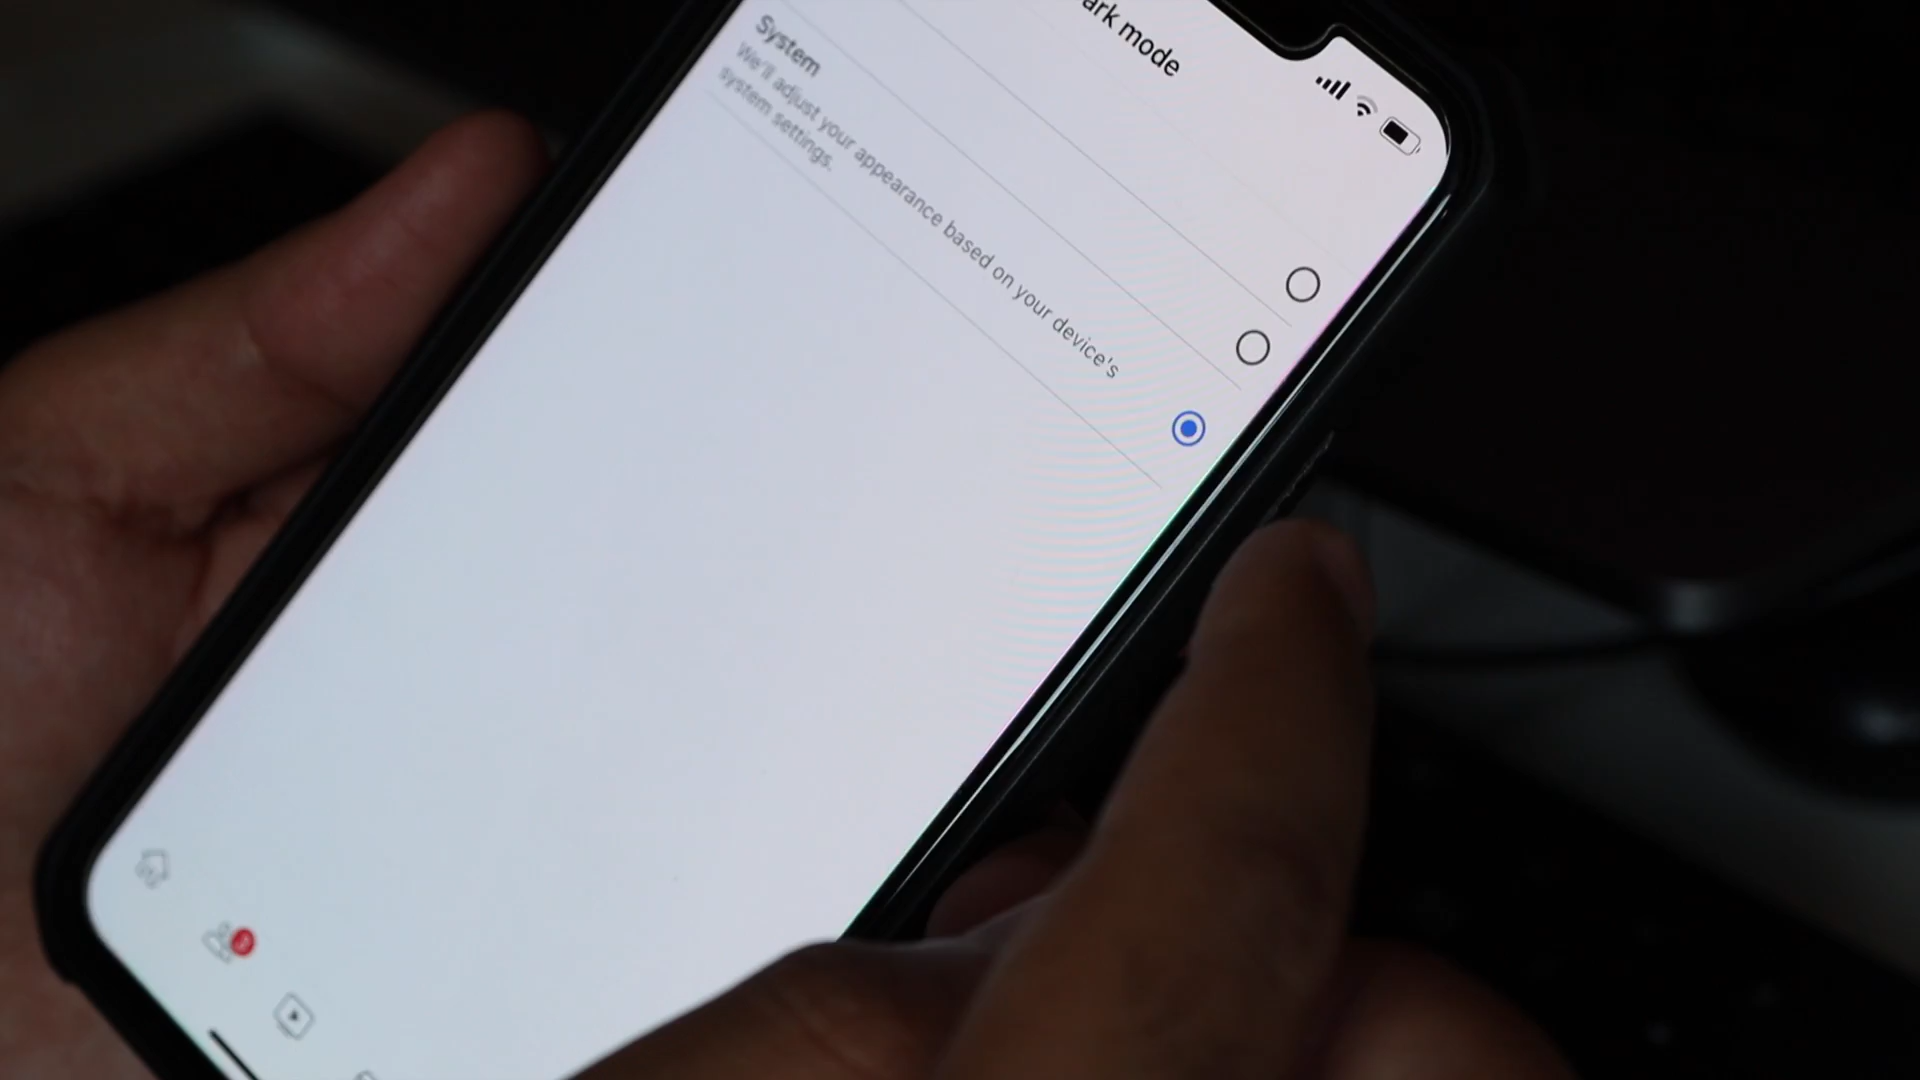 ark mode
System
We'll adjust your appearance based on your device's
system settings.